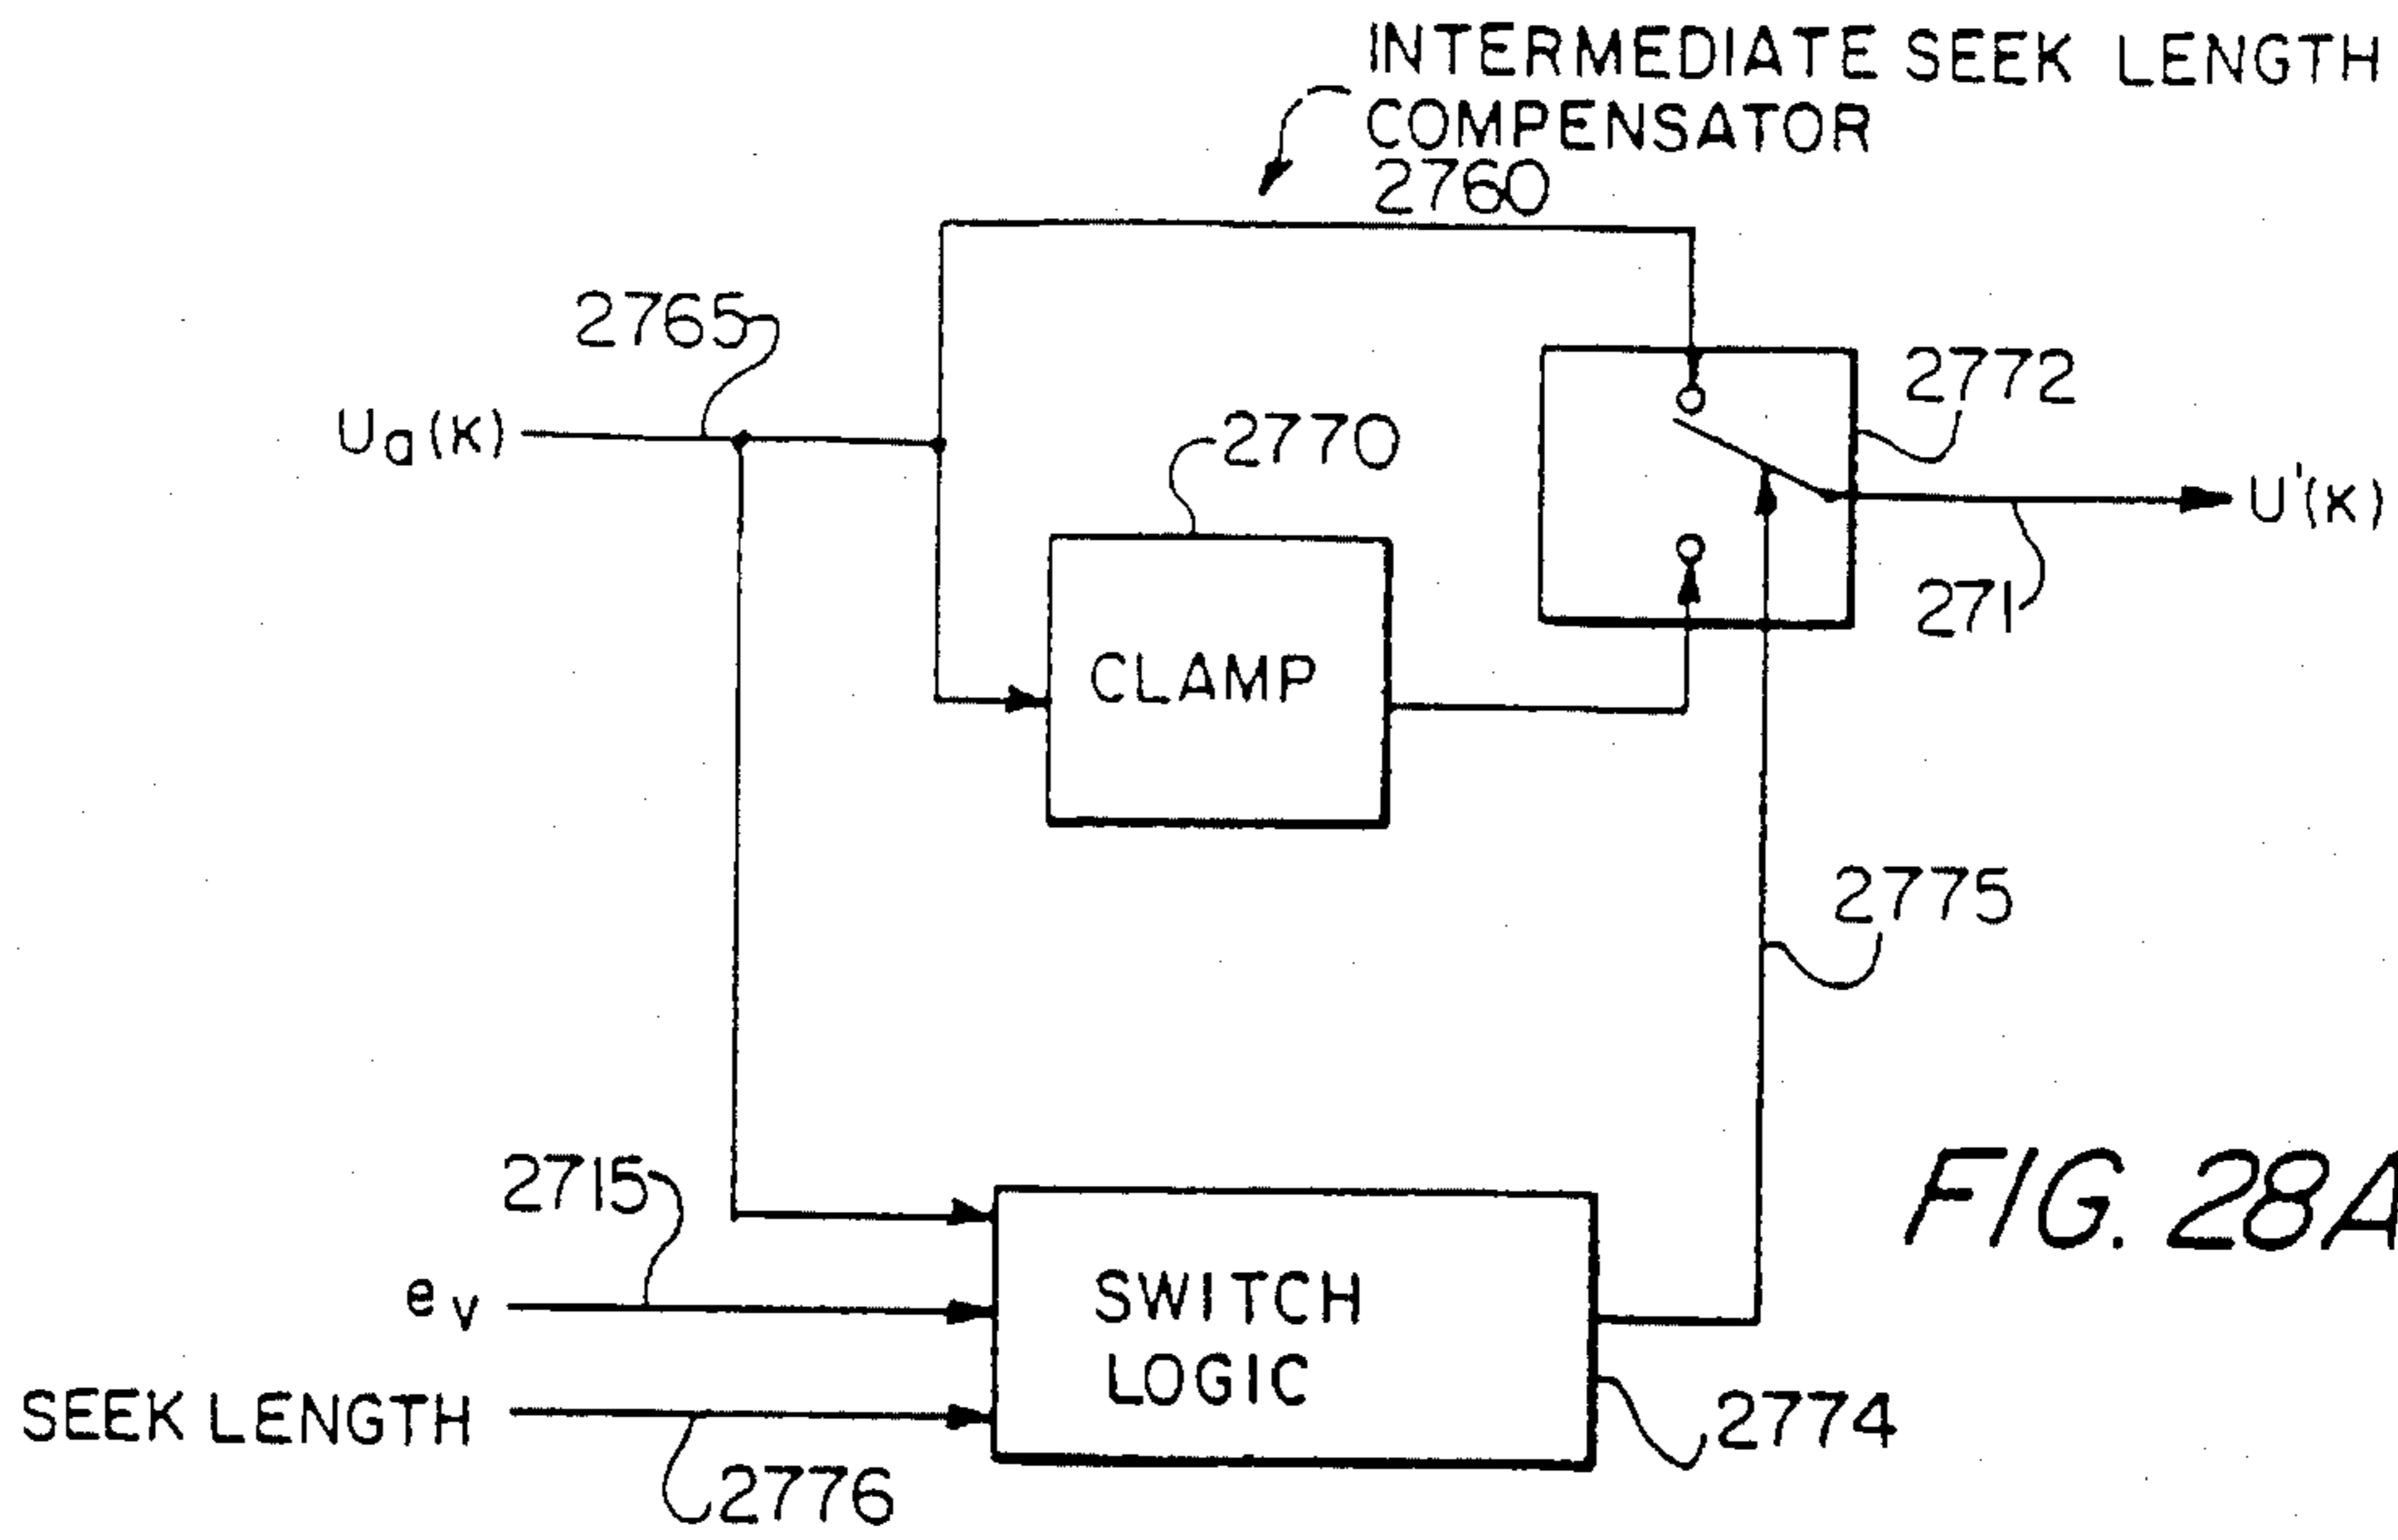 INTERMEDIATE SEEK LENGTH
COMPENSATOR
2760
2765
Ua(K)
2770
2772
U'(K)
271
CLAMP
2775
2715
ev
SWITCH
LOGIC
SEEK LENGTH
2776
2774
FIG. 28A